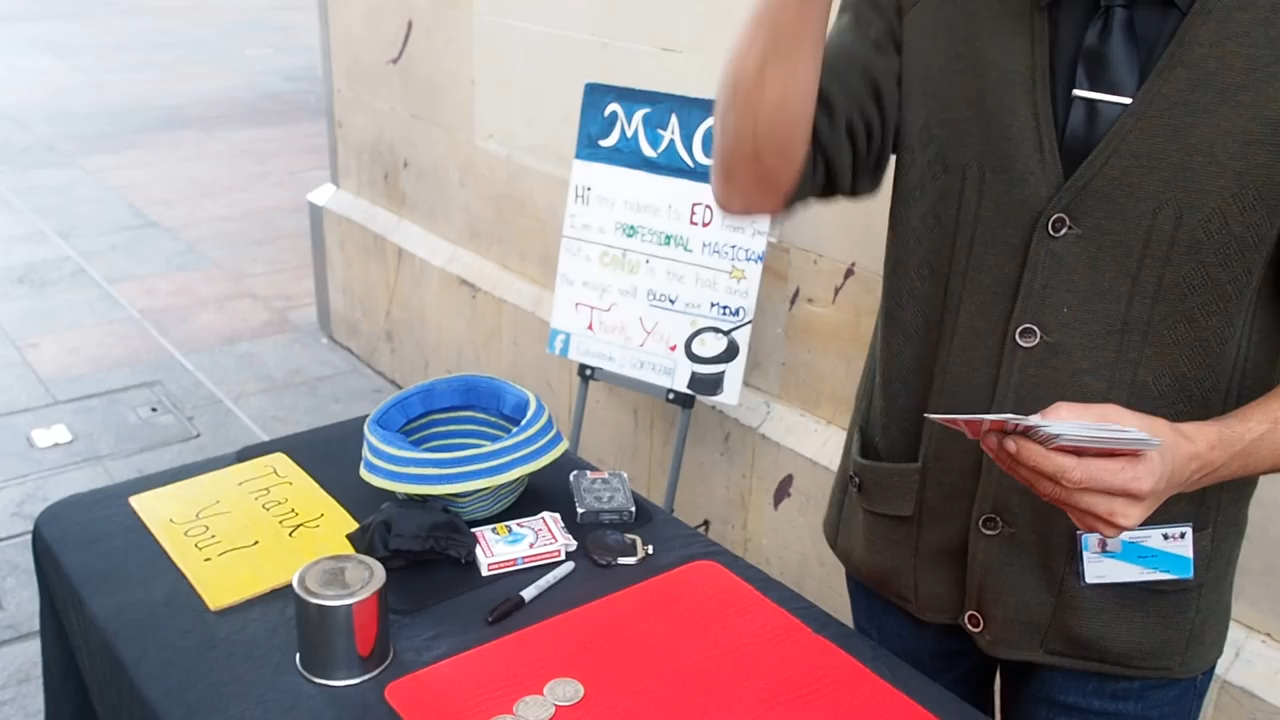 MAG
Hi my name is ED from
I'm a PROFESSIONAL MAGICIAN
Put a COIN in the hat and
The magic will BLOW your MIND
Thank You
f
Thank
You!